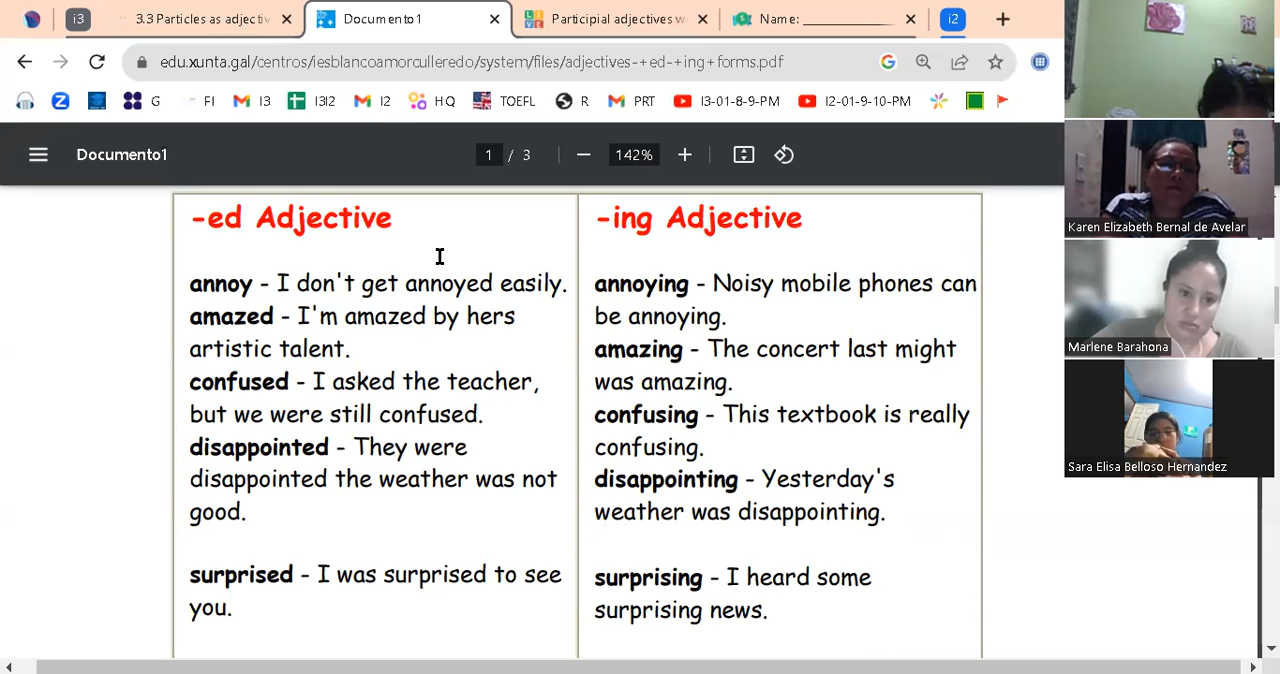 i3
3.3 Particles as adjecti
Documento1
Participial adjectives w
Name: ______________
i2
edu.xunta.gal/centros/iesbancoamorculleredo/system/files/adjectives-+ed-+ing+forms.pdf
G
FI
I3
I3I2
I2
HQ
TOEFL
R
PRT
I3-01-8-9-PM
I2-01-9-10-PM
Documento1
1 / 3
142%
-ed Adjective
annoy - I don't get annoyed easily.
amazed - I'm amazed by hers
artistic talent.
confused - I asked the teacher,
but we were still confused.
disappointed - They were
disappointed the weather was not
good.
surprised - I was surprised to see
you.
-ing Adjective
annoying - Noisy mobile phones can
be annoying.
amazing - The concert last might
was amazing.
confusing - This textbook is really
confusing.
disappointing - Yesterday's
weather was disappointing.
surprising - I heard some
surprising news.
Karen Elizabeth Bernal de Avelar
Marlene Barahona
Sara Elisa Belloso Hernandez